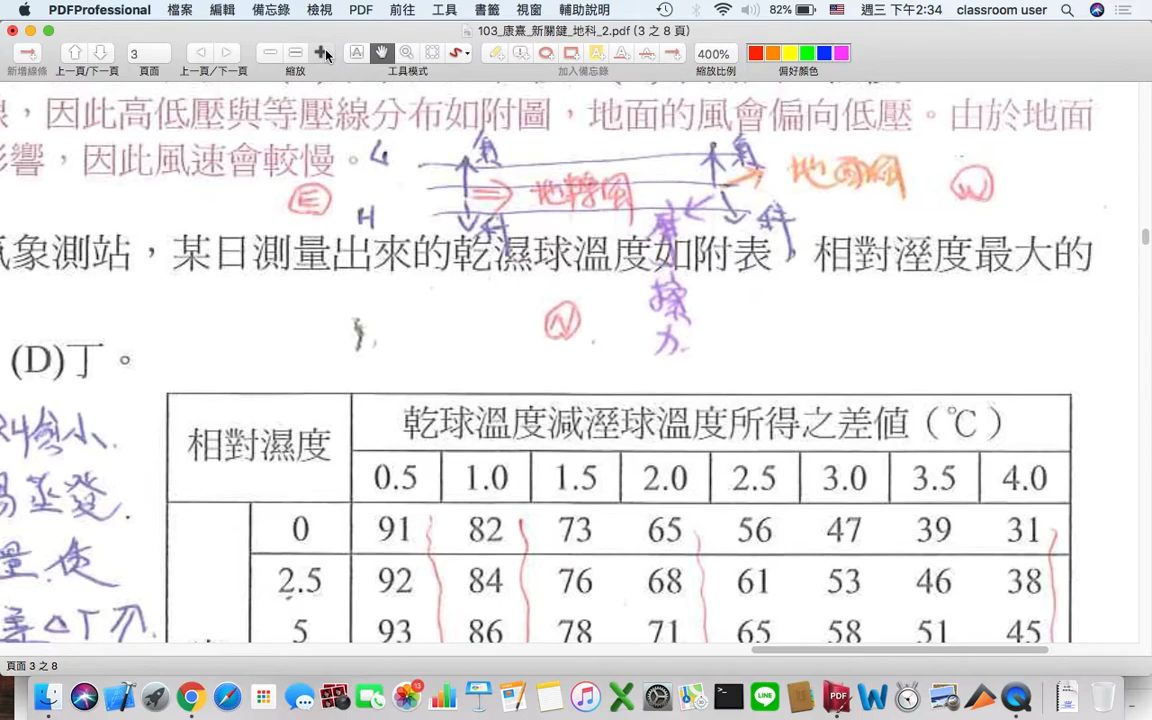 PDFProfessional 檔案 編輯 備忘錄 檢視 PDF 前往 工具 書籤 視窗 輔助說明 82% 週三 下午2:34 classroom user
103_康熹_新關鍵_地科_2.pdf (3 之 8 頁)
3 400%
新增線條 上一頁/下一頁 頁面 上一頁/下一頁 縮放 工具模式 加入備忘錄 縮放比例 偏好顏色
線，因此高低壓與等壓線分布如附圖，地面的風會偏向低壓。由於地面
影響，因此風速會較慢。
L 氣 氣 地面風 W
E 地轉風
H 科 科
摩
擦
力
氣象測站，某日測量出來的乾濕球溫度如附表，相對溼度最大的
N
(D)丁。
相對濕度 乾球溫度減溼球溫度所得之差值（℃）
0.5 1.0 1.5 2.0 2.5 3.0 3.5 4.0
0 91 82 73 65 56 47 39 31
2.5 92 84 76 68 61 53 46 38
5 93 86 78 71 65 58 51 45
易蒸發.
頁面 3 之 8